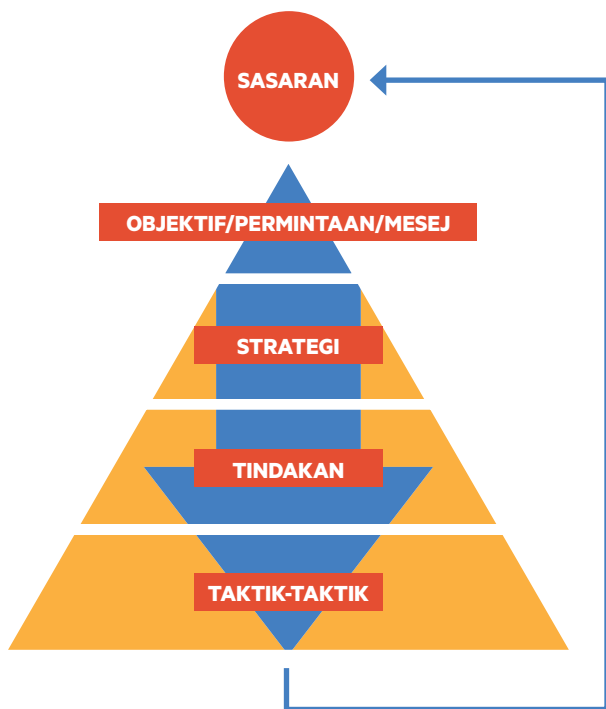 SASARAN
OBJEKTIF/PERMINTAAN/MESEJ
STRATEGI
TINDAKAN
TAKTIK-TAKTIK